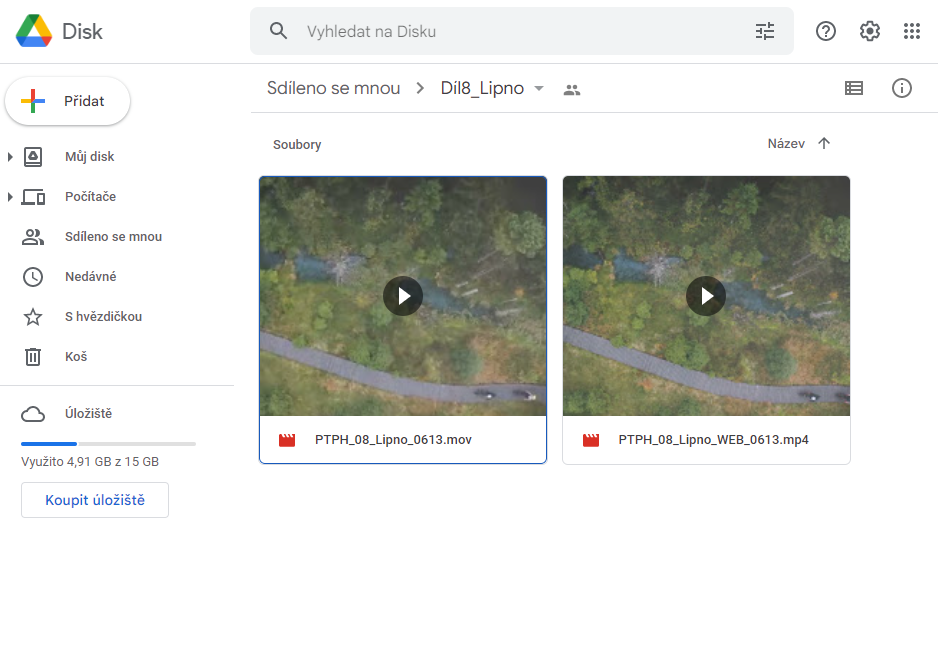 Disk
Vyhledat na Disku
Přidat
Sdíleno se mnou
Díl8_Lipno
Můj disk
Počítače
Sdíleno se mnou
Nedávné
S hvězdičkou
Koš
Úložiště
Využito 4,91 GB z 15 GB
Koupit úložiště
Soubory
Název
PTPH_08_Lipno_0613.mov
PTPH_08_Lipno_WEB_0613.mp4